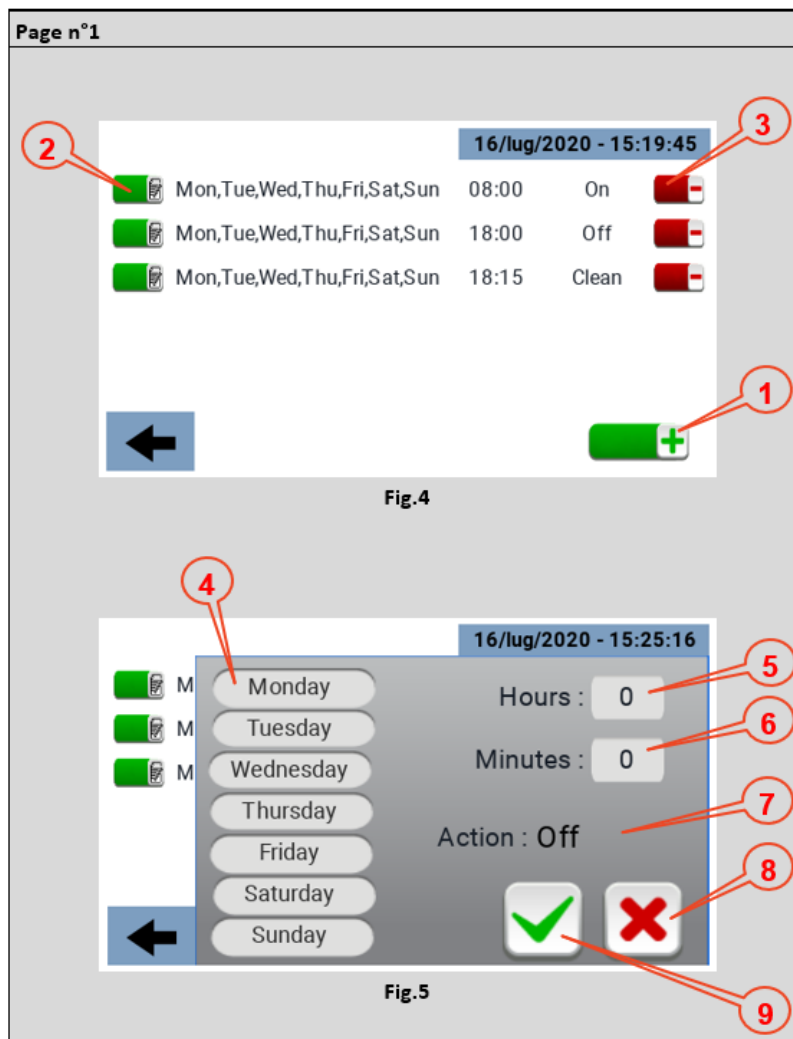 Page n°1
16/lug/2020 - 15:19:45
2
3
Mon,Tue,Wed,Thu,Fri,Sat,Sun 08:00 On
Mon,Tue,Wed,Thu,Fri,Sat,Sun 18:00 Off
Mon,Tue,Wed,Thu,Fri,Sat,Sun 18:15 Clean
1
Fig.4
4
16/lug/2020 - 15:25:16
M Monday Hours : 0
5
M Tuesday
6
M Wednesday Minutes : 0
Thursday
7
Friday Action : Off
8
Saturday
Sunday
Fig.5
9